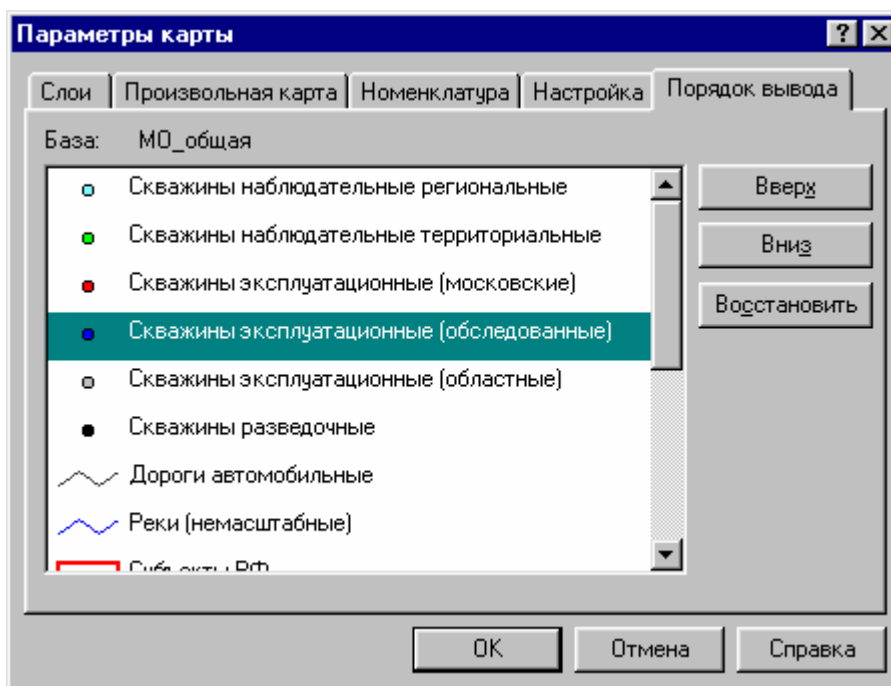 Параметры карты
Слои Произвольная карта Номенклатура Настройка Порядок вывода
База: МО_общая
Скважины наблюдательные региональные
Скважины наблюдательные территориальные
Скважины эксплуатационные (московские)
Скважины эксплуатационные (обследованные)
Скважины эксплуатационные (областные)
Скважины разведочные
Дороги автомобильные
Реки (немасштабные)
Субъекты РФ
Вверх
Вниз
Восстановить
OK Отмена Справка